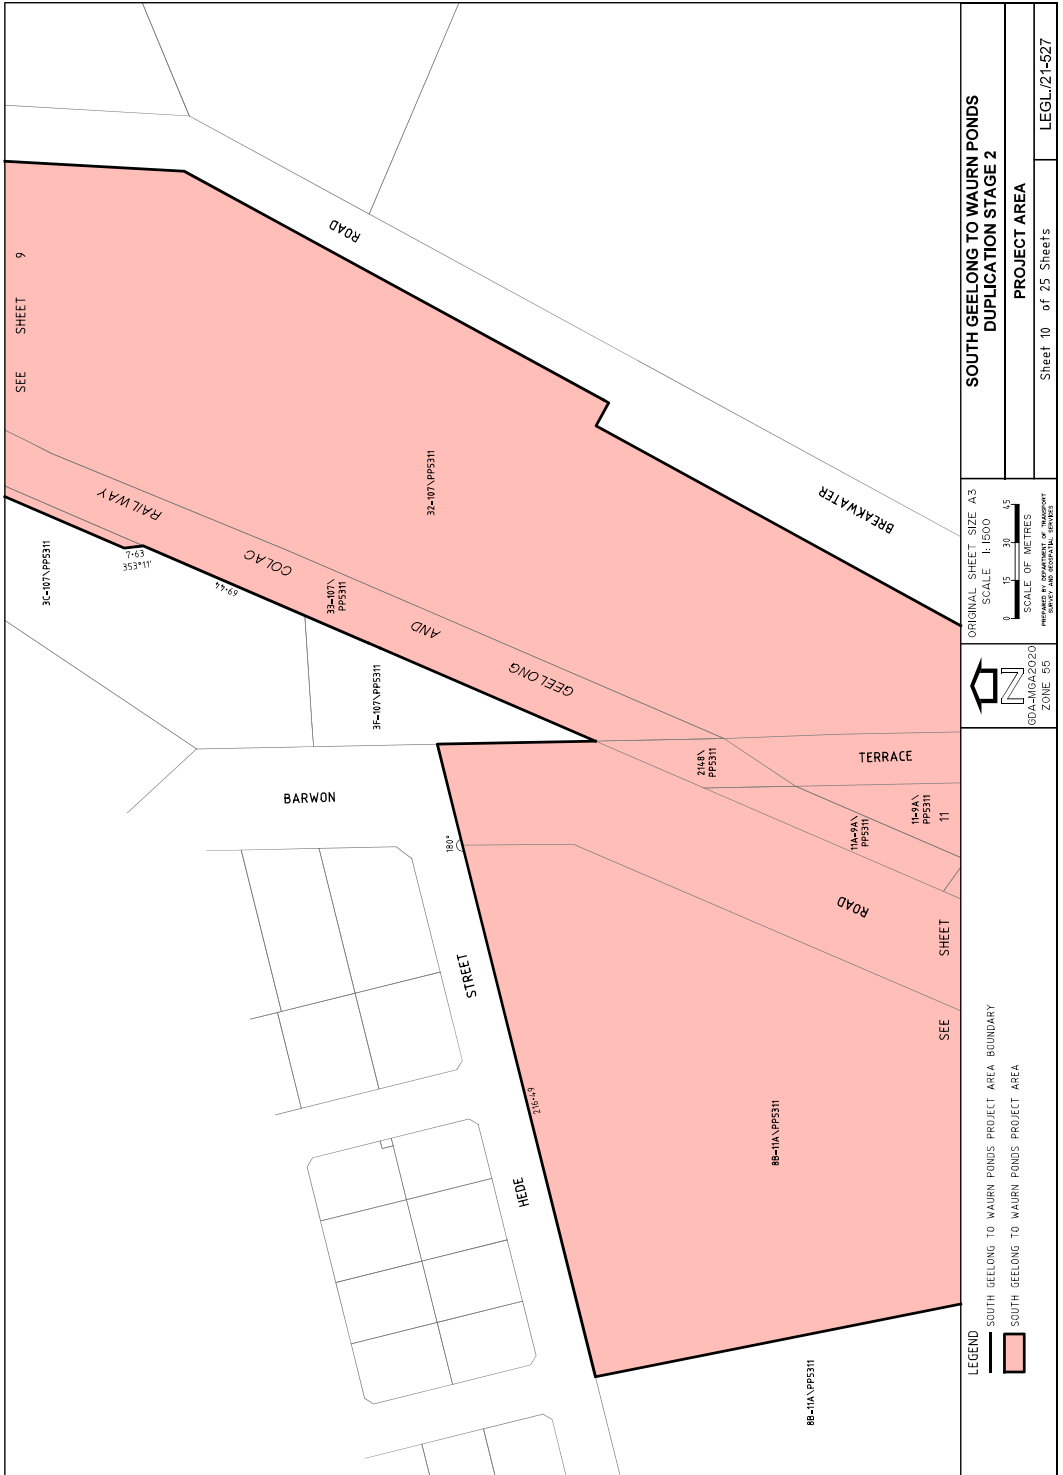 SEE SHEET 9
ROAD
BREAKWATER
32-107\PP5311
RAILWAY
COLAC
AND
GEELONG
3C-107\PP5311
7·63
353°11'
69·44
33-107\
PP5311
3F-107\PP5311
BARWON
TERRACE
2148\
PP5311
11A-9A\
PP5311
11-9A\
PP5311
ROAD
SEE SHEET 11
180°
STREET
HEDE
216·49
8B-11A\PP5311
8B-11A\PP5311
LEGEND
SOUTH GEELONG TO WAURN PONDS PROJECT AREA BOUNDARY
SOUTH GEELONG TO WAURN PONDS PROJECT AREA
N
GDA-MGA2020
ZONE 55
ORIGINAL SHEET SIZE A3
SCALE 1:1500
0 15 30 45
SCALE OF METRES
PREPARED BY DEPARTMENT OF TRANSPORT
SURVEY AND GEOSPATIAL SERVICES
SOUTH GEELONG TO WAURN PONDS
DUPLICATION STAGE 2
PROJECT AREA
Sheet 10 of 25 Sheets
LEGL./21-527